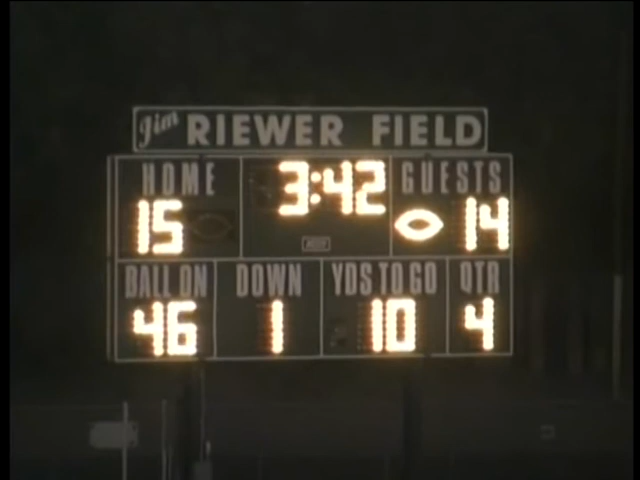 Jim RIEWER FIELD
HOME 3:42 GUESTS
15 14
BALL ON DOWN YDS TO GO QTR
46 1 10 4